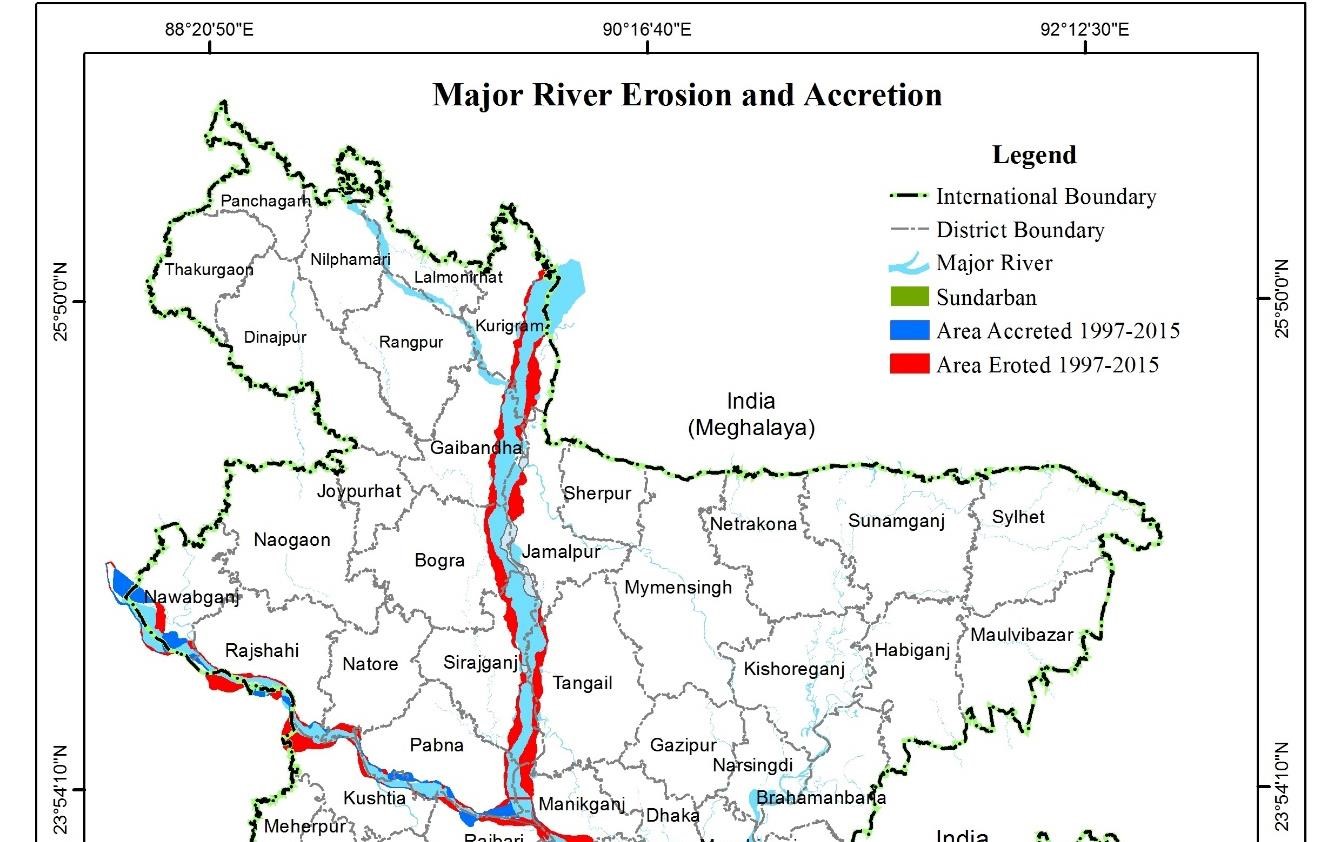 88°20'50"E 90°16'40"E 92°12'30"E
Major River Erosion and Accretion
Legend
International Boundary
District Boundary
Major River
Sundarban
Area Accreted 1997-2015
Area Eroted 1997-2015
25°50'0"N
25°50'0"N
Panchagarh
Thakurgaon
Nilphamari
Lalmonirhat
Dinajpur
Rangpur
Kurigram
India
(Meghalaya)
Gaibandha
Joypurhat
Sherpur
Netrakona
Sunamganj
Sylhet
Naogaon
Bogra
Jamalpur
Mymensingh
Nawabganj
Rajshahi
Natore
Sirajganj
Tangail
Kishoreganj
Habiganj
Maulvibazar
Pabna
Gazipur
Narsingdi
23°54'10"N
23°54'10"N
Kushtia
Manikganj
Dhaka
Brahamanbaria
Meherpur
Rajbari
India